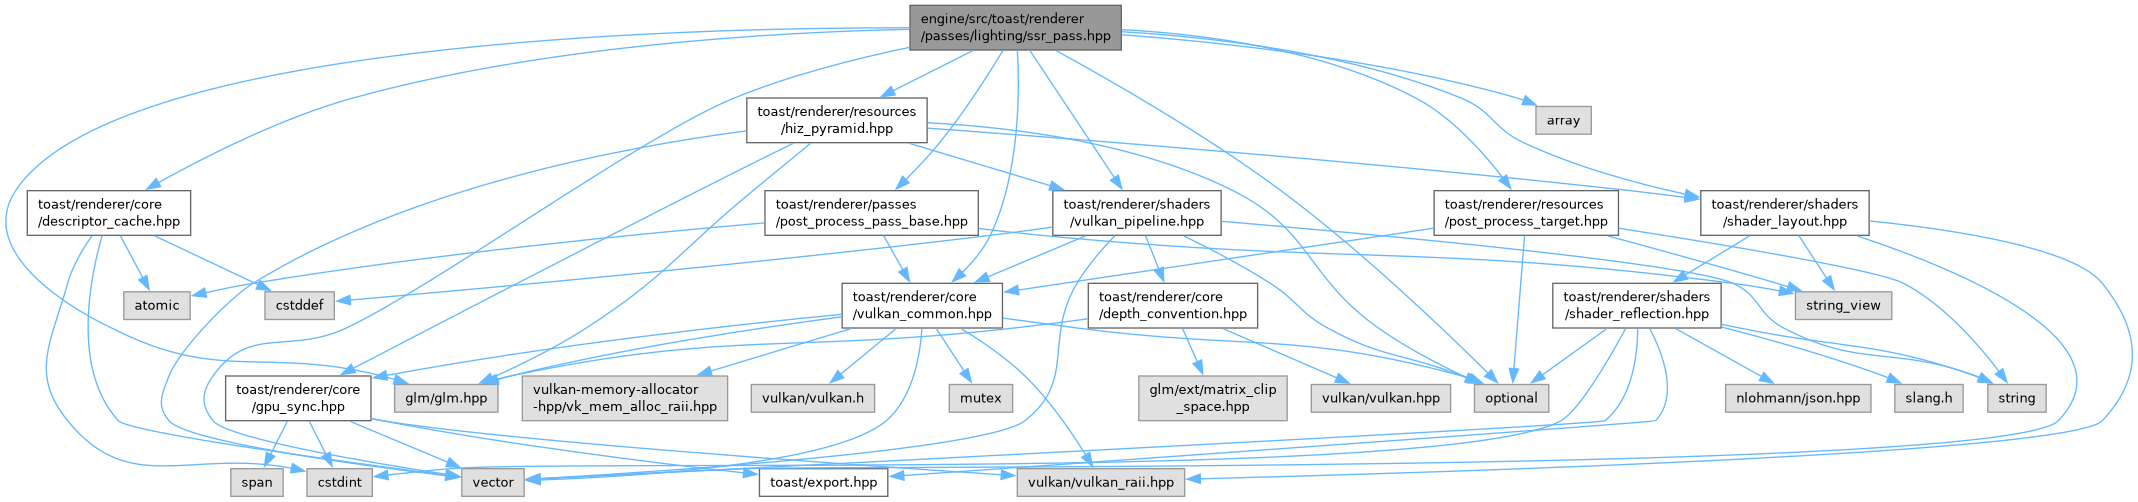 engine/src/toast/renderer
/passes/lighting/ssr_pass.hpp
toast/renderer/resources
/hiz_pyramid.hpp
array
toast/renderer/core
/descriptor_cache.hpp
toast/renderer/passes
/post_process_pass_base.hpp
toast/renderer/shaders
/vulkan_pipeline.hpp
toast/renderer/resources
/post_process_target.hpp
toast/renderer/shaders
/shader_layout.hpp
atomic
cstddef
toast/renderer/core
/vulkan_common.hpp
toast/renderer/core
/depth_convention.hpp
toast/renderer/shaders
/shader_reflection.hpp
string_view
toast/renderer/core
/gpu_sync.hpp
glm/glm.hpp
vulkan-memory-allocator
-hpp/vk_mem_alloc_raii.hpp
vulkan/vulkan.h
mutex
glm/ext/matrix_clip
_space.hpp
vulkan/vulkan.hpp
optional
nlohmann/json.hpp
slang.h
string
span
cstdint
vector
toast/export.hpp
vulkan/vulkan_raii.hpp